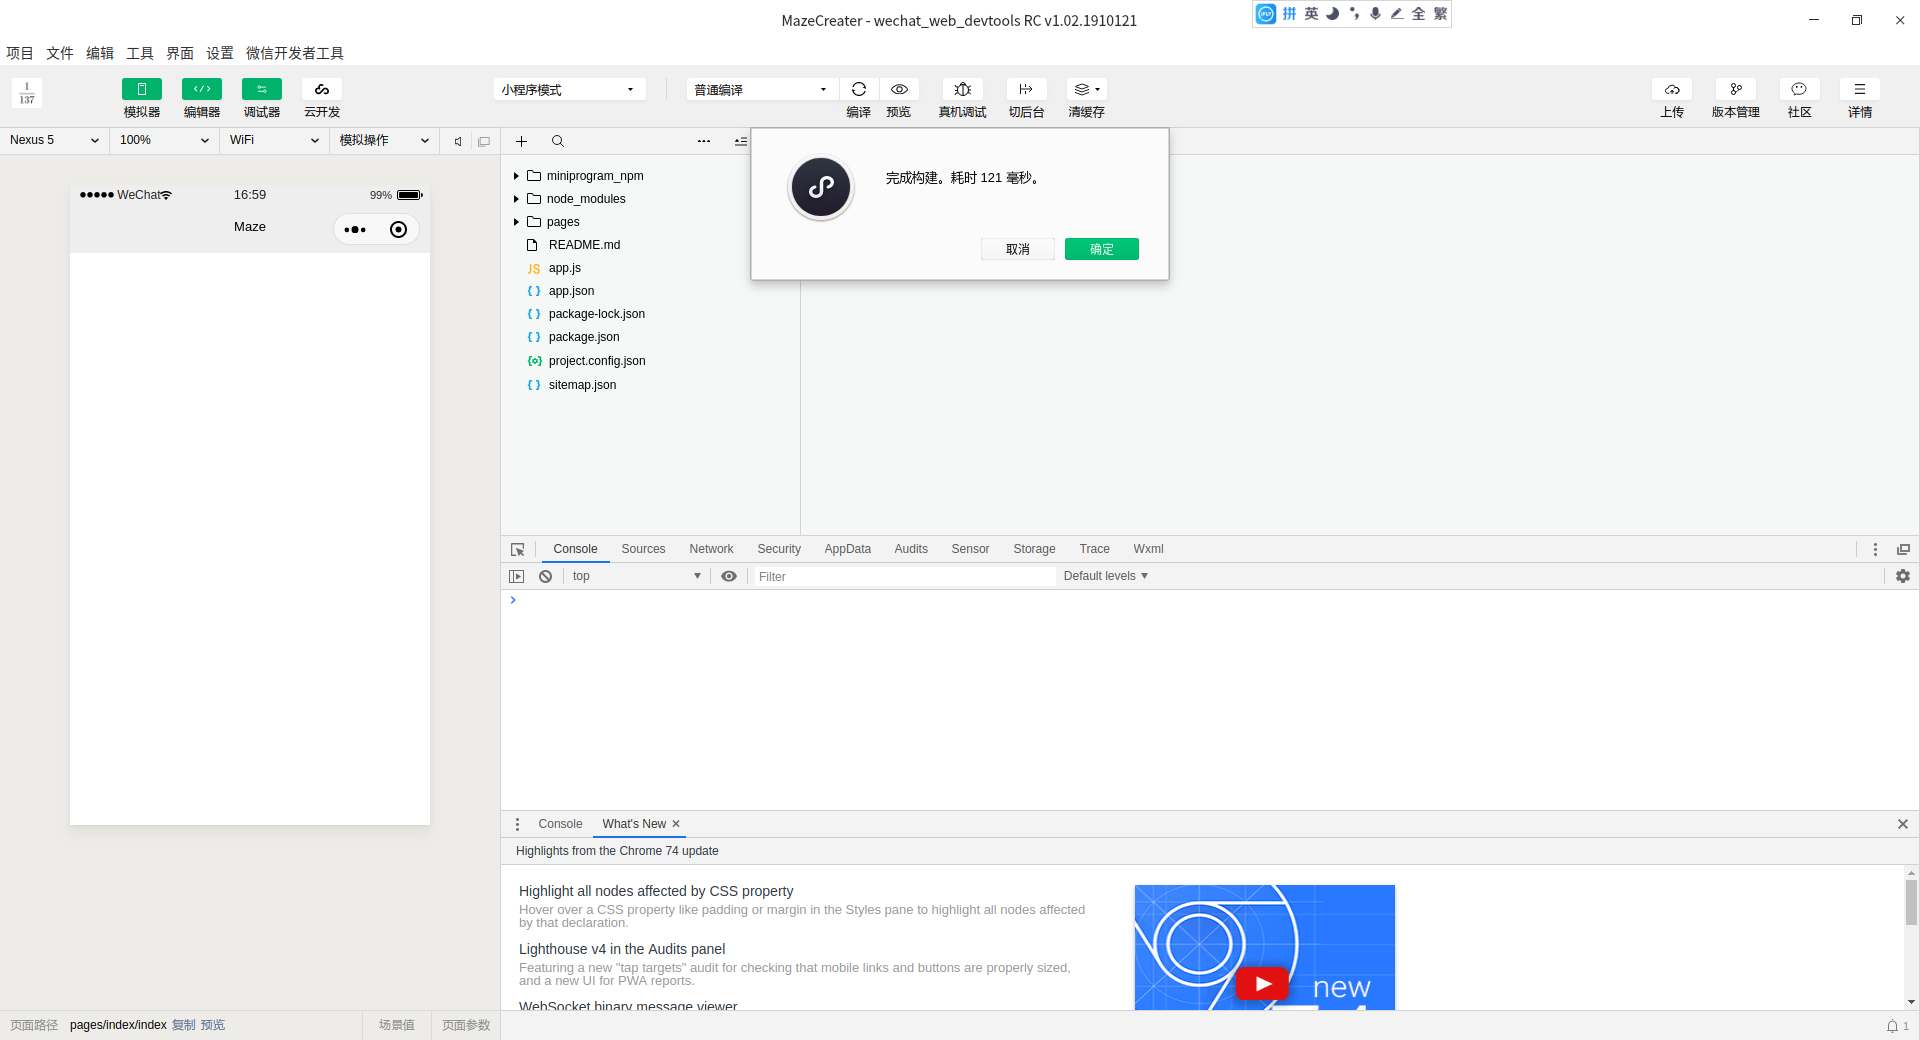 MazeCreater - wechat_web_devtools RC v1.02.1910121
iFLY 拼 英 全 繁
项目 文件 编辑 工具 界面 设置 微信开发者工具
1
137
模拟器 编辑器 调试器 云开发
小程序模式
普通编译
编译 预览 真机调试 切后台 清缓存
上传 版本管理 社区 详情
Nexus 5 100% WiFi 模拟操作
WeChat 16:59 99%
Maze
miniprogram_npm
node_modules
pages
README.md
JS app.js
{ } app.json
{ } package-lock.json
{ } package.json
project.config.json
{ } sitemap.json
完成构建。耗时 121 毫秒。
取消 确定
Console Sources Network Security AppData Audits Sensor Storage Trace Wxml
top Filter Default levels
Console What's New
Highlights from the Chrome 74 update
Highlight all nodes affected by CSS property
Hover over a CSS property like padding or margin in the Styles pane to highlight all nodes affected
by that declaration.
Lighthouse v4 in the Audits panel
Featuring a new "tap targets" audit for checking that mobile links and buttons are properly sized,
and a new UI for PWA reports.
WebSocket binary message viewer
new
页面路径 pages/index/index 复制 预览 场景值 页面参数
1